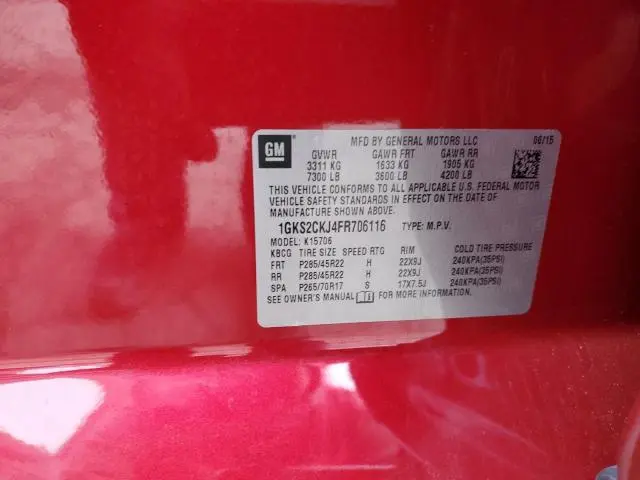 GM
MFD BY GENERAL MOTORS LLC 06/15
GVWR GAWR FRT GAWR RR
3311 KG 1633 KG 1905 KG
7300 LB 3600 LB 4200 LB
THIS VEHICLE CONFORMS TO ALL APPLICABLE U.S. FEDERAL MOTOR
VEHICLE SAFETY STANDARDS IN EFFECT ON THE DATE OF
MANUFACTURE SHOWN ABOVE.
1GKS2CKJ4FR706116 TYPE: M.P.V.
MODEL: K15706
KBCG TIRE SIZE SPEED RTG RIM COLD TIRE PRESSURE
FRT P285/45R22 H 22X9J 240KPA(35PSI)
RR P285/45R22 H 22X9J 240KPA(35PSI)
SPA P265/70R17 S 17X7.5J 240KPA(35PSI)
SEE OWNER'S MANUAL FOR MORE INFORMATION.